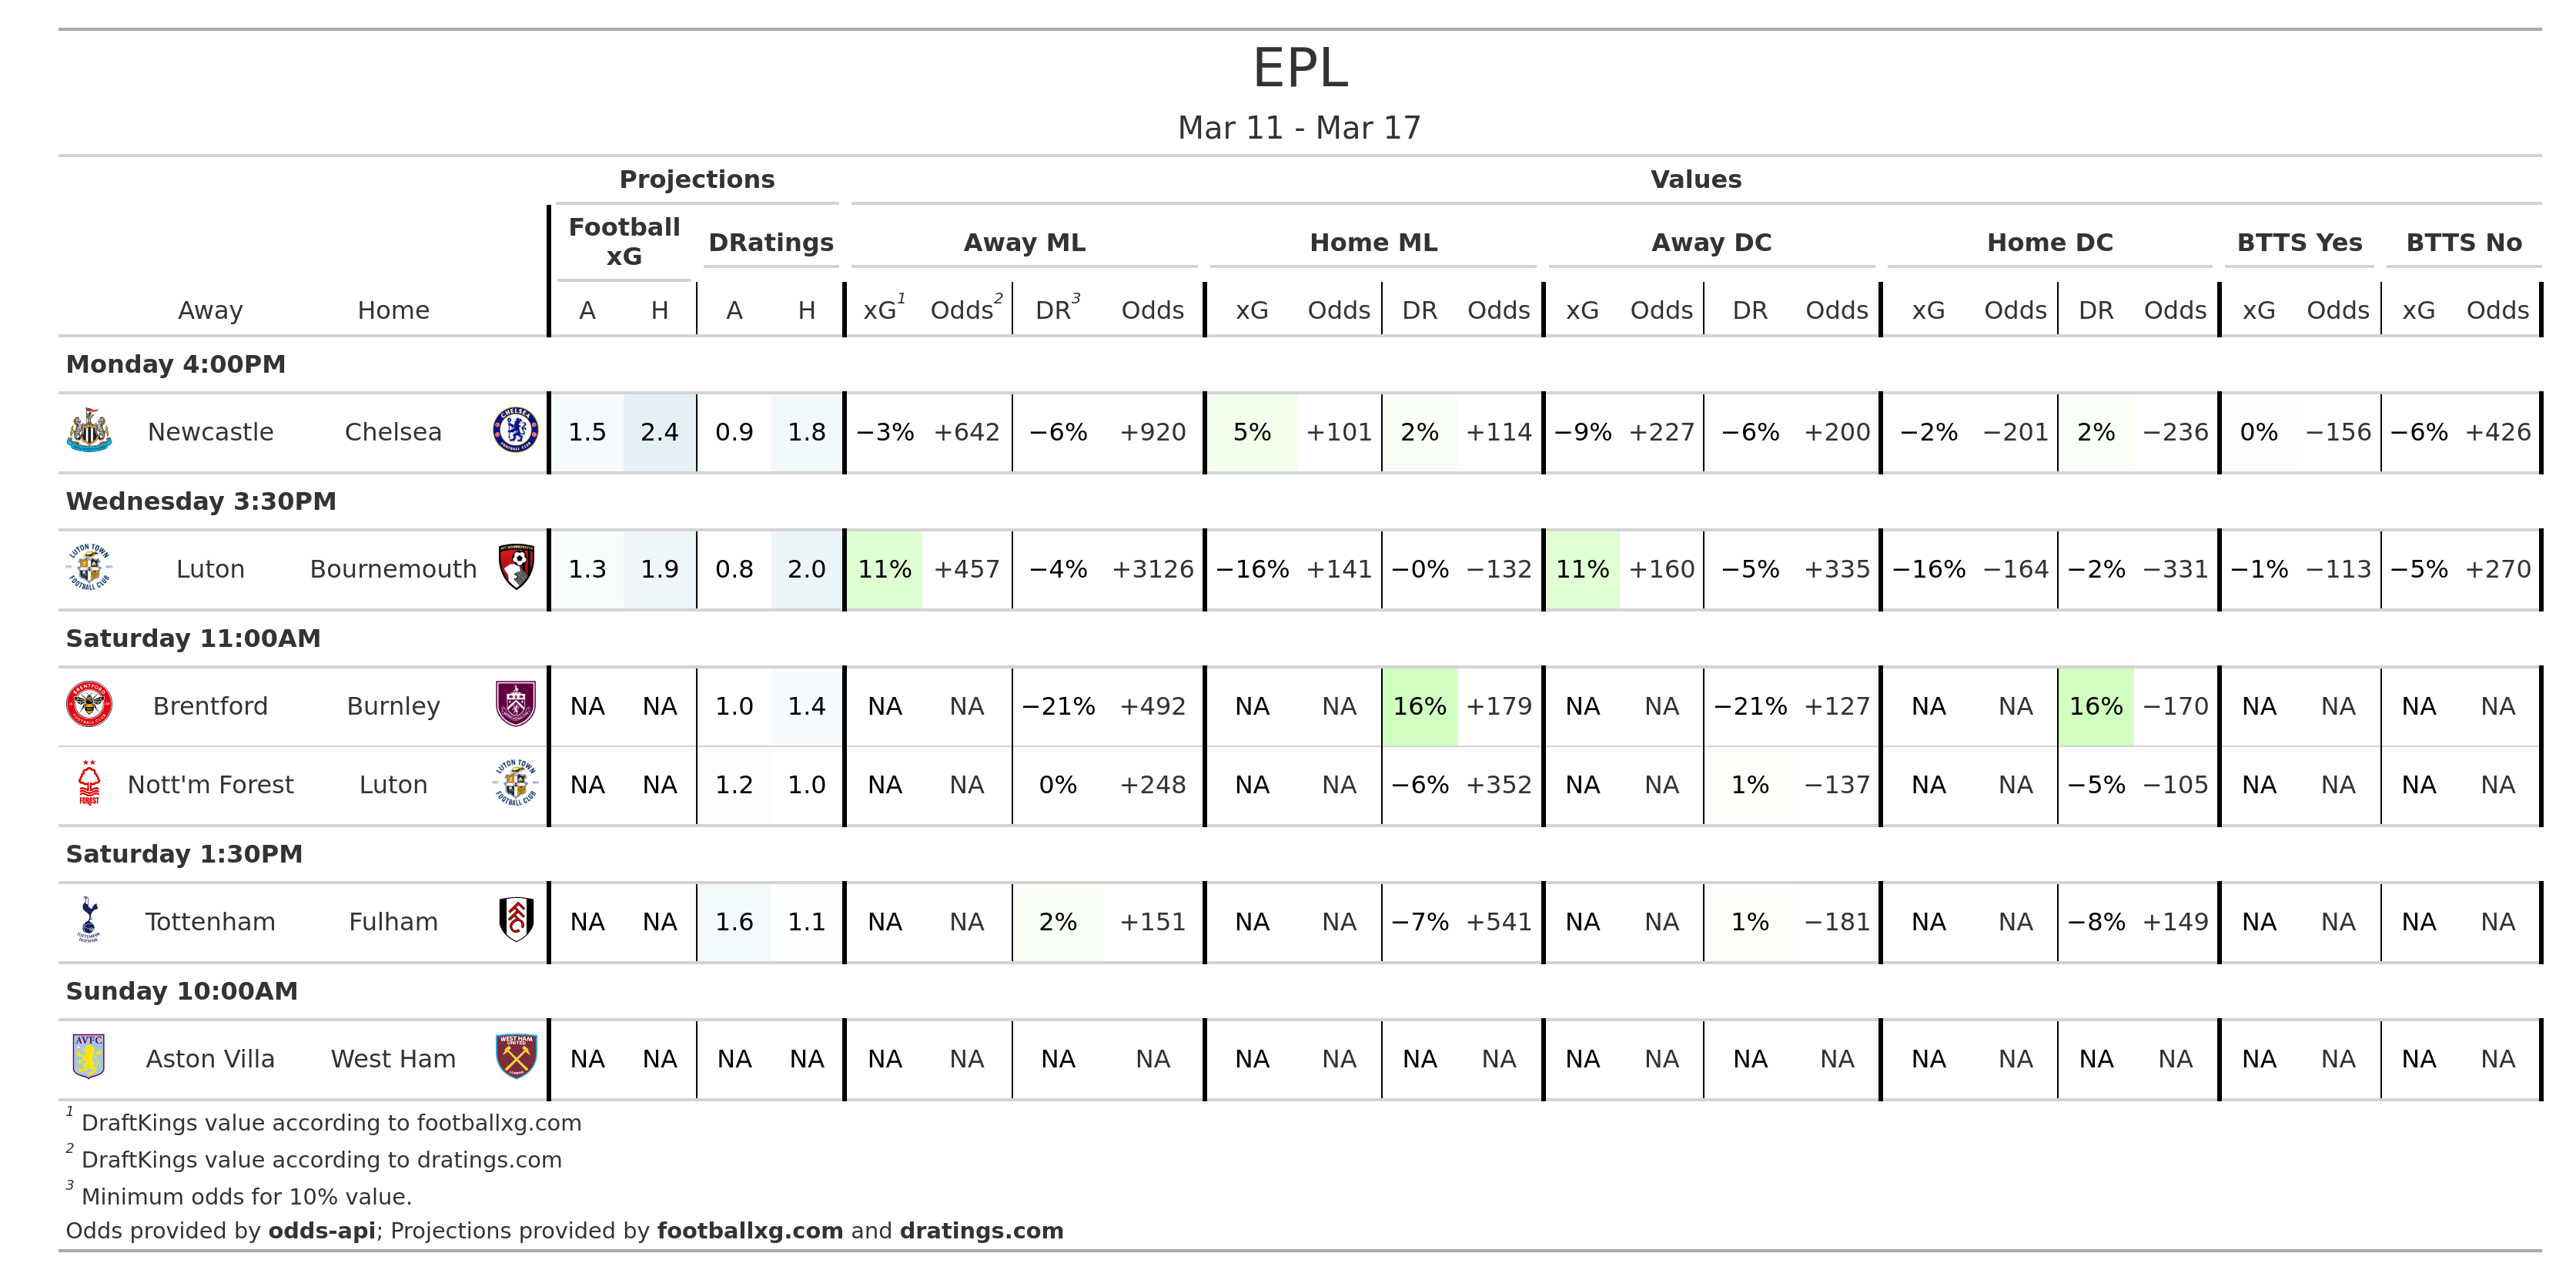 EPL
Mar 11 - Mar 17
Projections Values
Football xG DRatings Away ML Home ML Away DC Home DC BTTS Yes BTTS No
Away Home A H A H xG1 Odds2 DR3 Odds xG Odds DR Odds xG Odds DR Odds xG Odds DR Odds xG Odds xG Odds
Monday 4:00PM
Newcastle Chelsea 1.5 2.4 0.9 1.8 −3% +642 −6% +920 5% +101 2% +114 −9% +227 −6% +200 −2% −201 2% −236 0% −156 −6% +426
Wednesday 3:30PM
Luton Bournemouth 1.3 1.9 0.8 2.0 11% +457 −4% +3126 −16% +141 −0% −132 11% +160 −5% +335 −16% −164 −2% −331 −1% −113 −5% +270
Saturday 11:00AM
Brentford Burnley NA NA 1.0 1.4 NA NA −21% +492 NA NA 16% +179 NA NA −21% +127 NA NA 16% −170 NA NA NA NA
Nott'm Forest Luton NA NA 1.2 1.0 NA NA 0% +248 NA NA −6% +352 NA NA 1% −137 NA NA −5% −105 NA NA NA NA
Saturday 1:30PM
Tottenham Fulham NA NA 1.6 1.1 NA NA 2% +151 NA NA −7% +541 NA NA 1% −181 NA NA −8% +149 NA NA NA NA
Sunday 10:00AM
Aston Villa West Ham NA NA NA NA NA NA NA NA NA NA NA NA NA NA NA NA NA NA NA NA NA NA NA NA
1 DraftKings value according to footballxg.com
2 DraftKings value according to dratings.com
3 Minimum odds for 10% value.
Odds provided by odds-api; Projections provided by footballxg.com and dratings.com